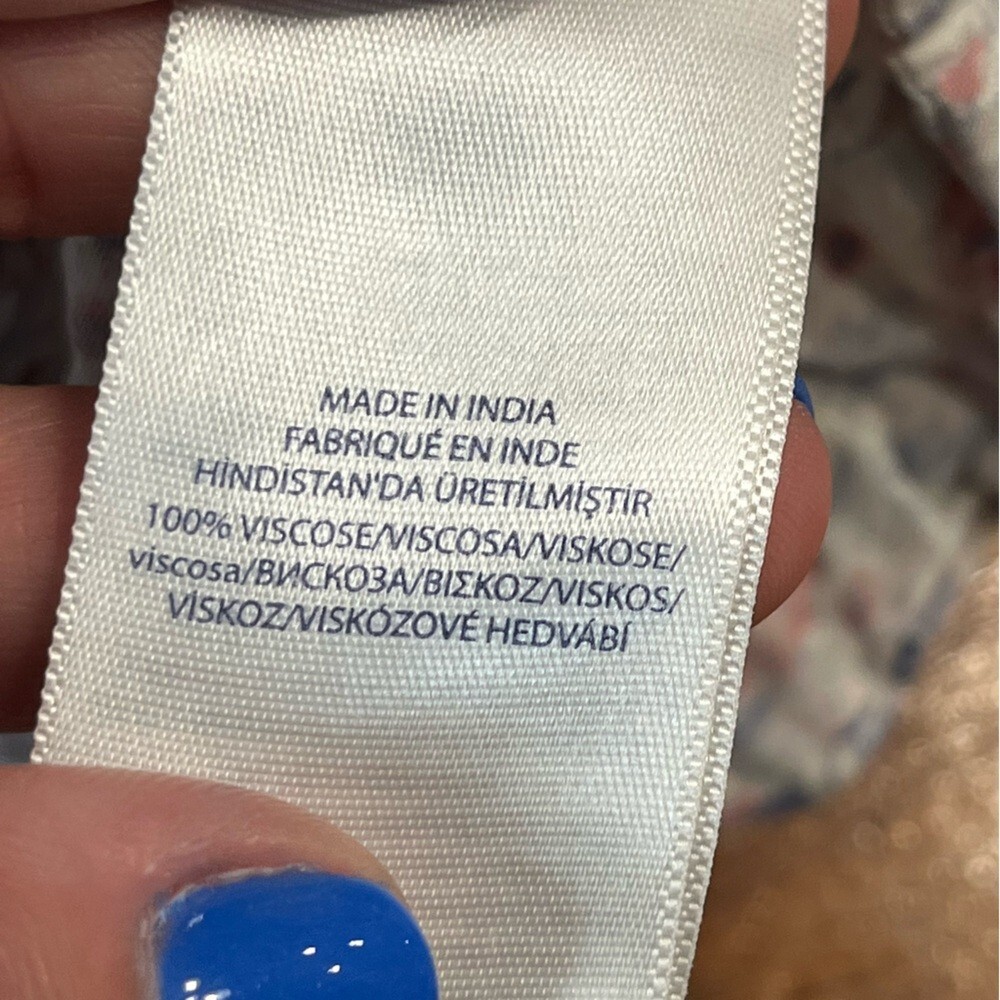 MADE IN INDIA
FABRIQUÉ EN INDE
HİNDİSTAN'DA ÜRETİLMİŞTİR
100% VISCOSE/VISCOSA/VISKOSE/
viscosa/ВИСКОЗА/ΒΙΣΚΟΖ/VISKOS/
VİSKOZ/VISKÓZOVÉ HEDVÁBÍ